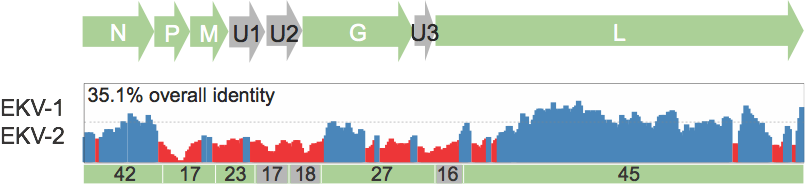 N P M U1 U2 G U3 L
35.1% overall identity
EKV-1
EKV-2
42 17 23 17 18 27 16 45